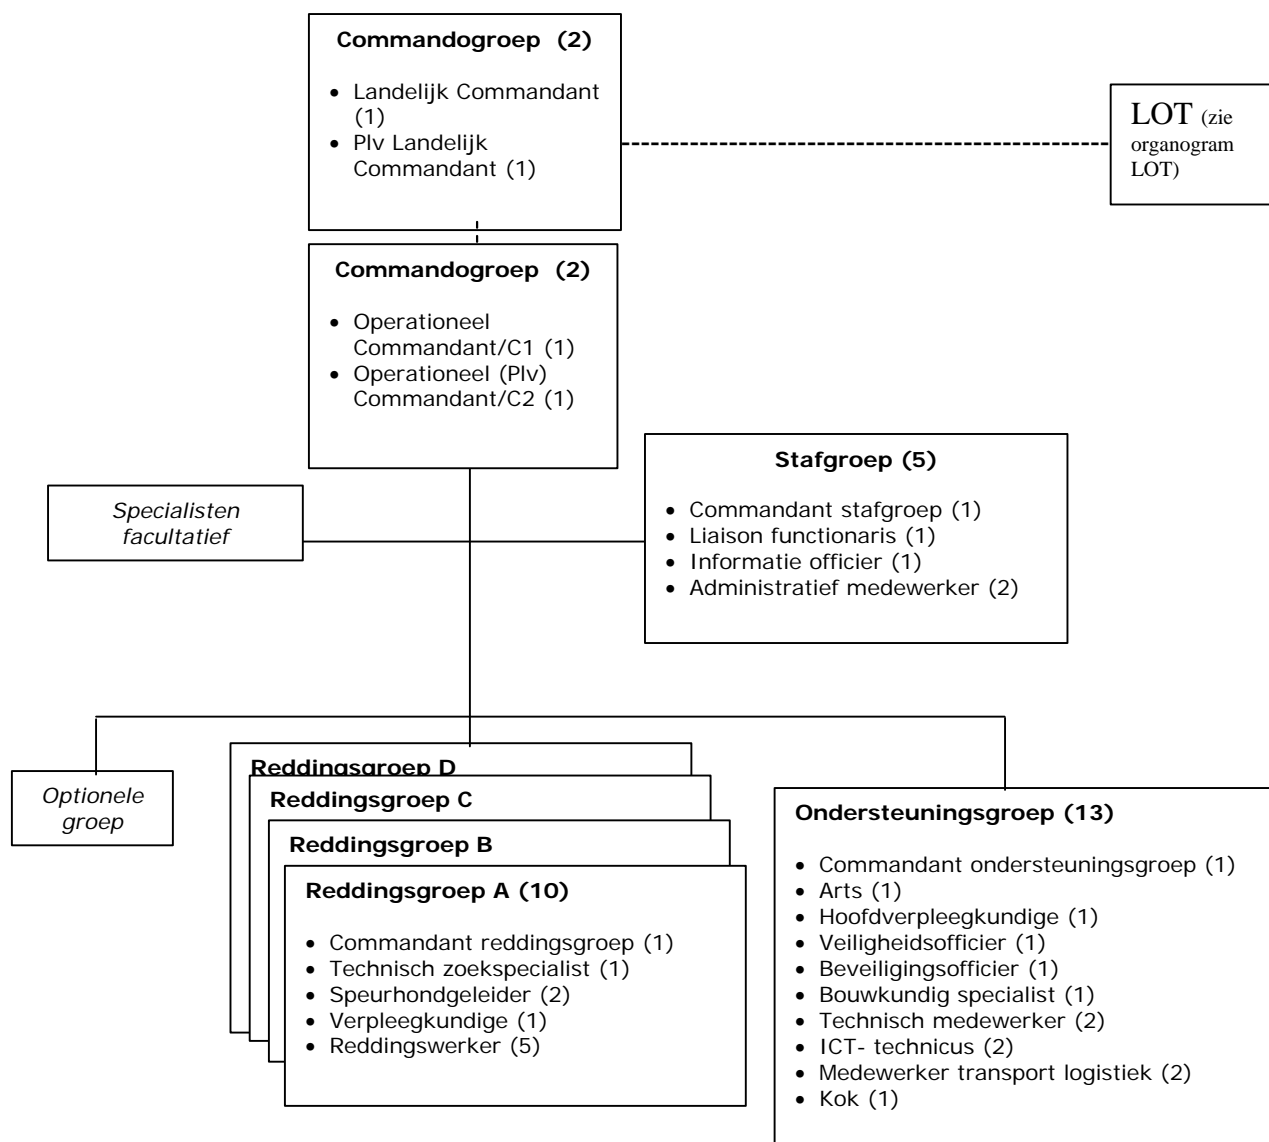 Commandogroep (2)
• Landelijk Commandant
(1)
• Plv Landelijk
Commandant (1)
LOT (zie
organogram
LOT)
Commandogroep (2)
• Operationeel
Commandant/C1 (1)
• Operationeel (Plv)
Commandant/C2 (1)
Specialisten
facultatief
Stafgroep (5)
• Commandant stafgroep (1)
• Liaison functionaris (1)
• Informatie officier (1)
• Administratief medewerker (2)
Optionele
groep
Reddingsgroep D
Reddingsgroep C
Reddingsgroep B
Reddingsgroep A (10)
• Commandant reddingsgroep (1)
• Technisch zoekspecialist (1)
• Speurhondgeleider (2)
• Verpleegkundige (1)
• Reddingswerker (5)
Ondersteuningsgroep (13)
• Commandant ondersteuningsgroep (1)
• Arts (1)
• Hoofdverpleegkundige (1)
• Veiligheidsofficier (1)
• Beveiligingsofficier (1)
• Bouwkundig specialist (1)
• Technisch medewerker (2)
• ICT- technicus (2)
• Medewerker transport logistiek (2)
• Kok (1)